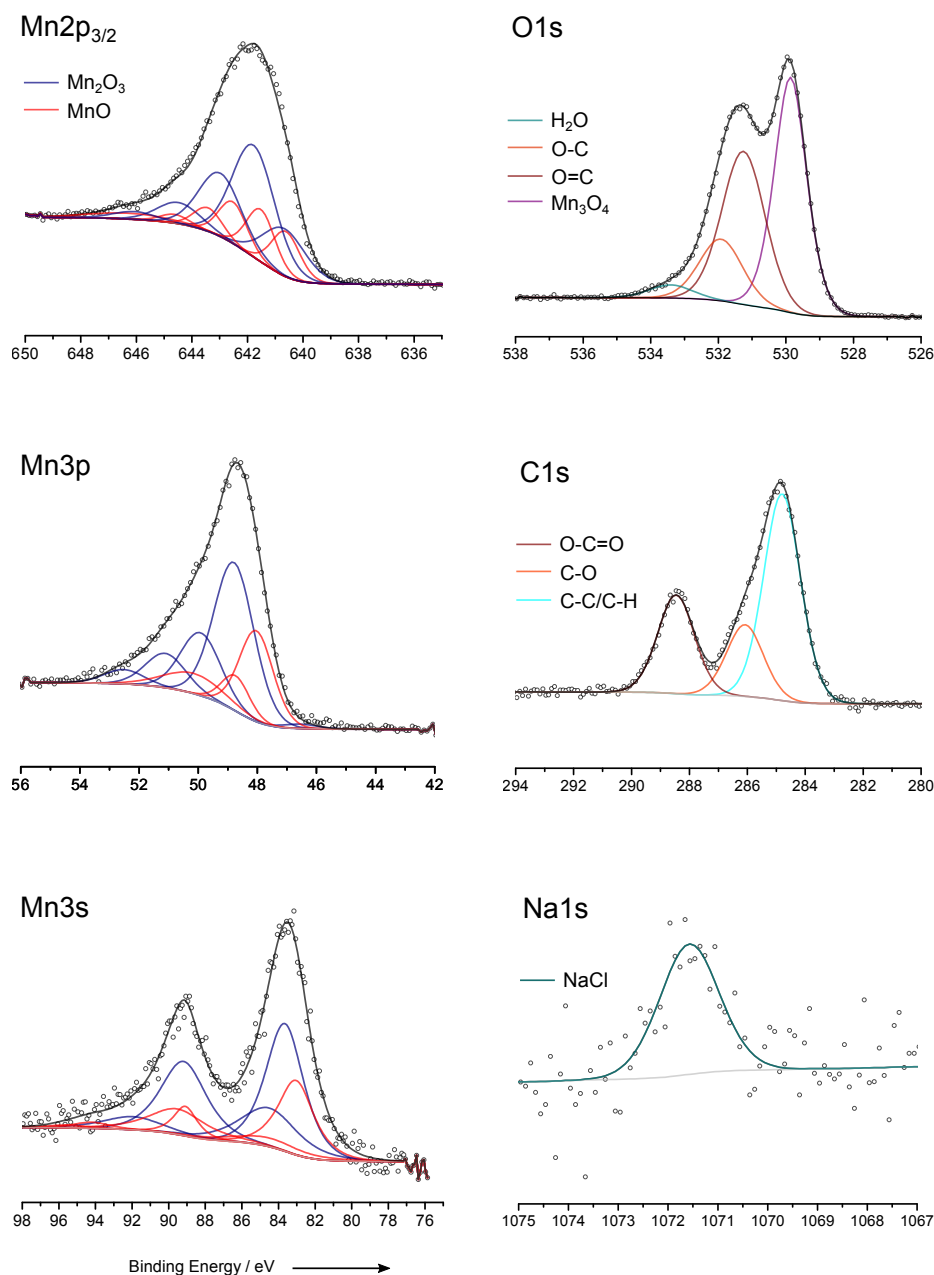 Mn2p₃/₂
Mn₂O₃
MnO
650 648 646 644 642 640 638 636
O1s
H₂O
O-C
O=C
Mn₃O₄
538 536 534 532 530 528 526
Mn3p
56 54 52 50 48 46 44 42
C1s
O-C=O
C-O
C-C/C-H
294 292 290 288 286 284 282 280
Mn3s
98 96 94 92 90 88 86 84 82 80 78 76
Na1s
NaCl
1075 1074 1073 1072 1071 1070 1069 1068 1067
Binding Energy / eV